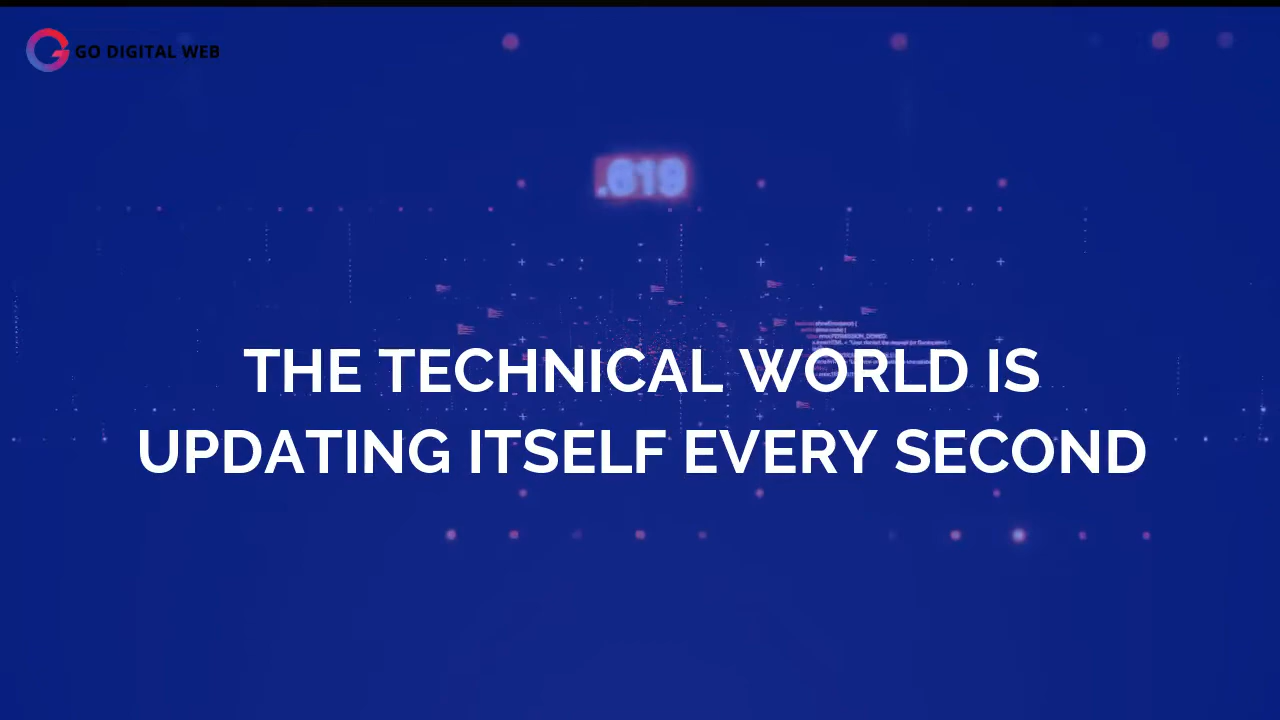 GO DIGITAL WEB
.619
THE TECHNICAL WORLD IS
UPDATING ITSELF EVERY SECOND